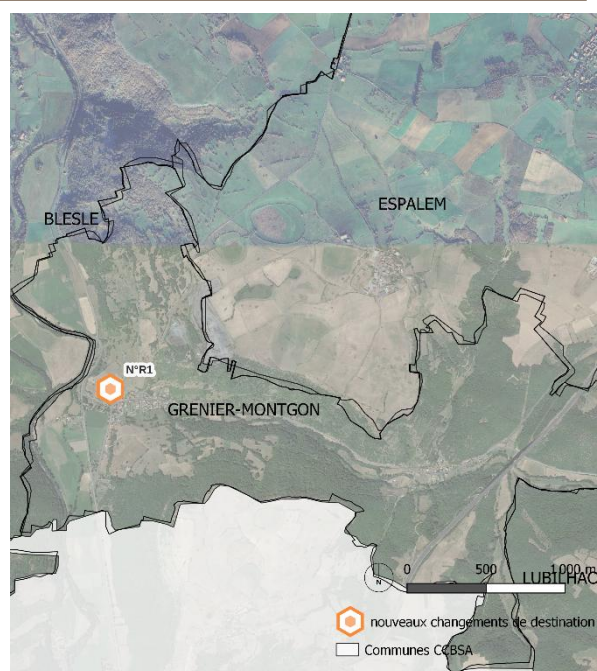 ESPALEM
BLESLE
N°R1
GRENIER-MONTGON
N
0 500 1 000 m
LUBILHAC
nouveaux changements de destination
Communes CCBSA